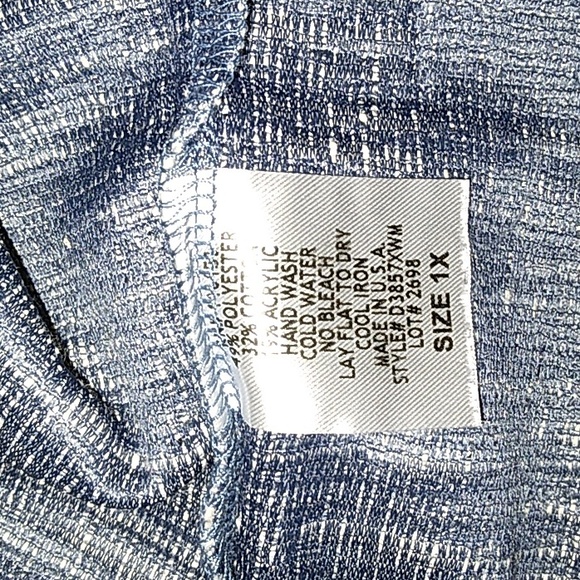 % POLYESTER
32% COTTON
% ACRYLIC
HAND WASH
COLD WATER
NO BLEACH
LAY FLAT TO DRY
COOL IRON
MADE IN U.S.A.
STYLE# D3857XWM
LOT# 2698
SIZE 1X